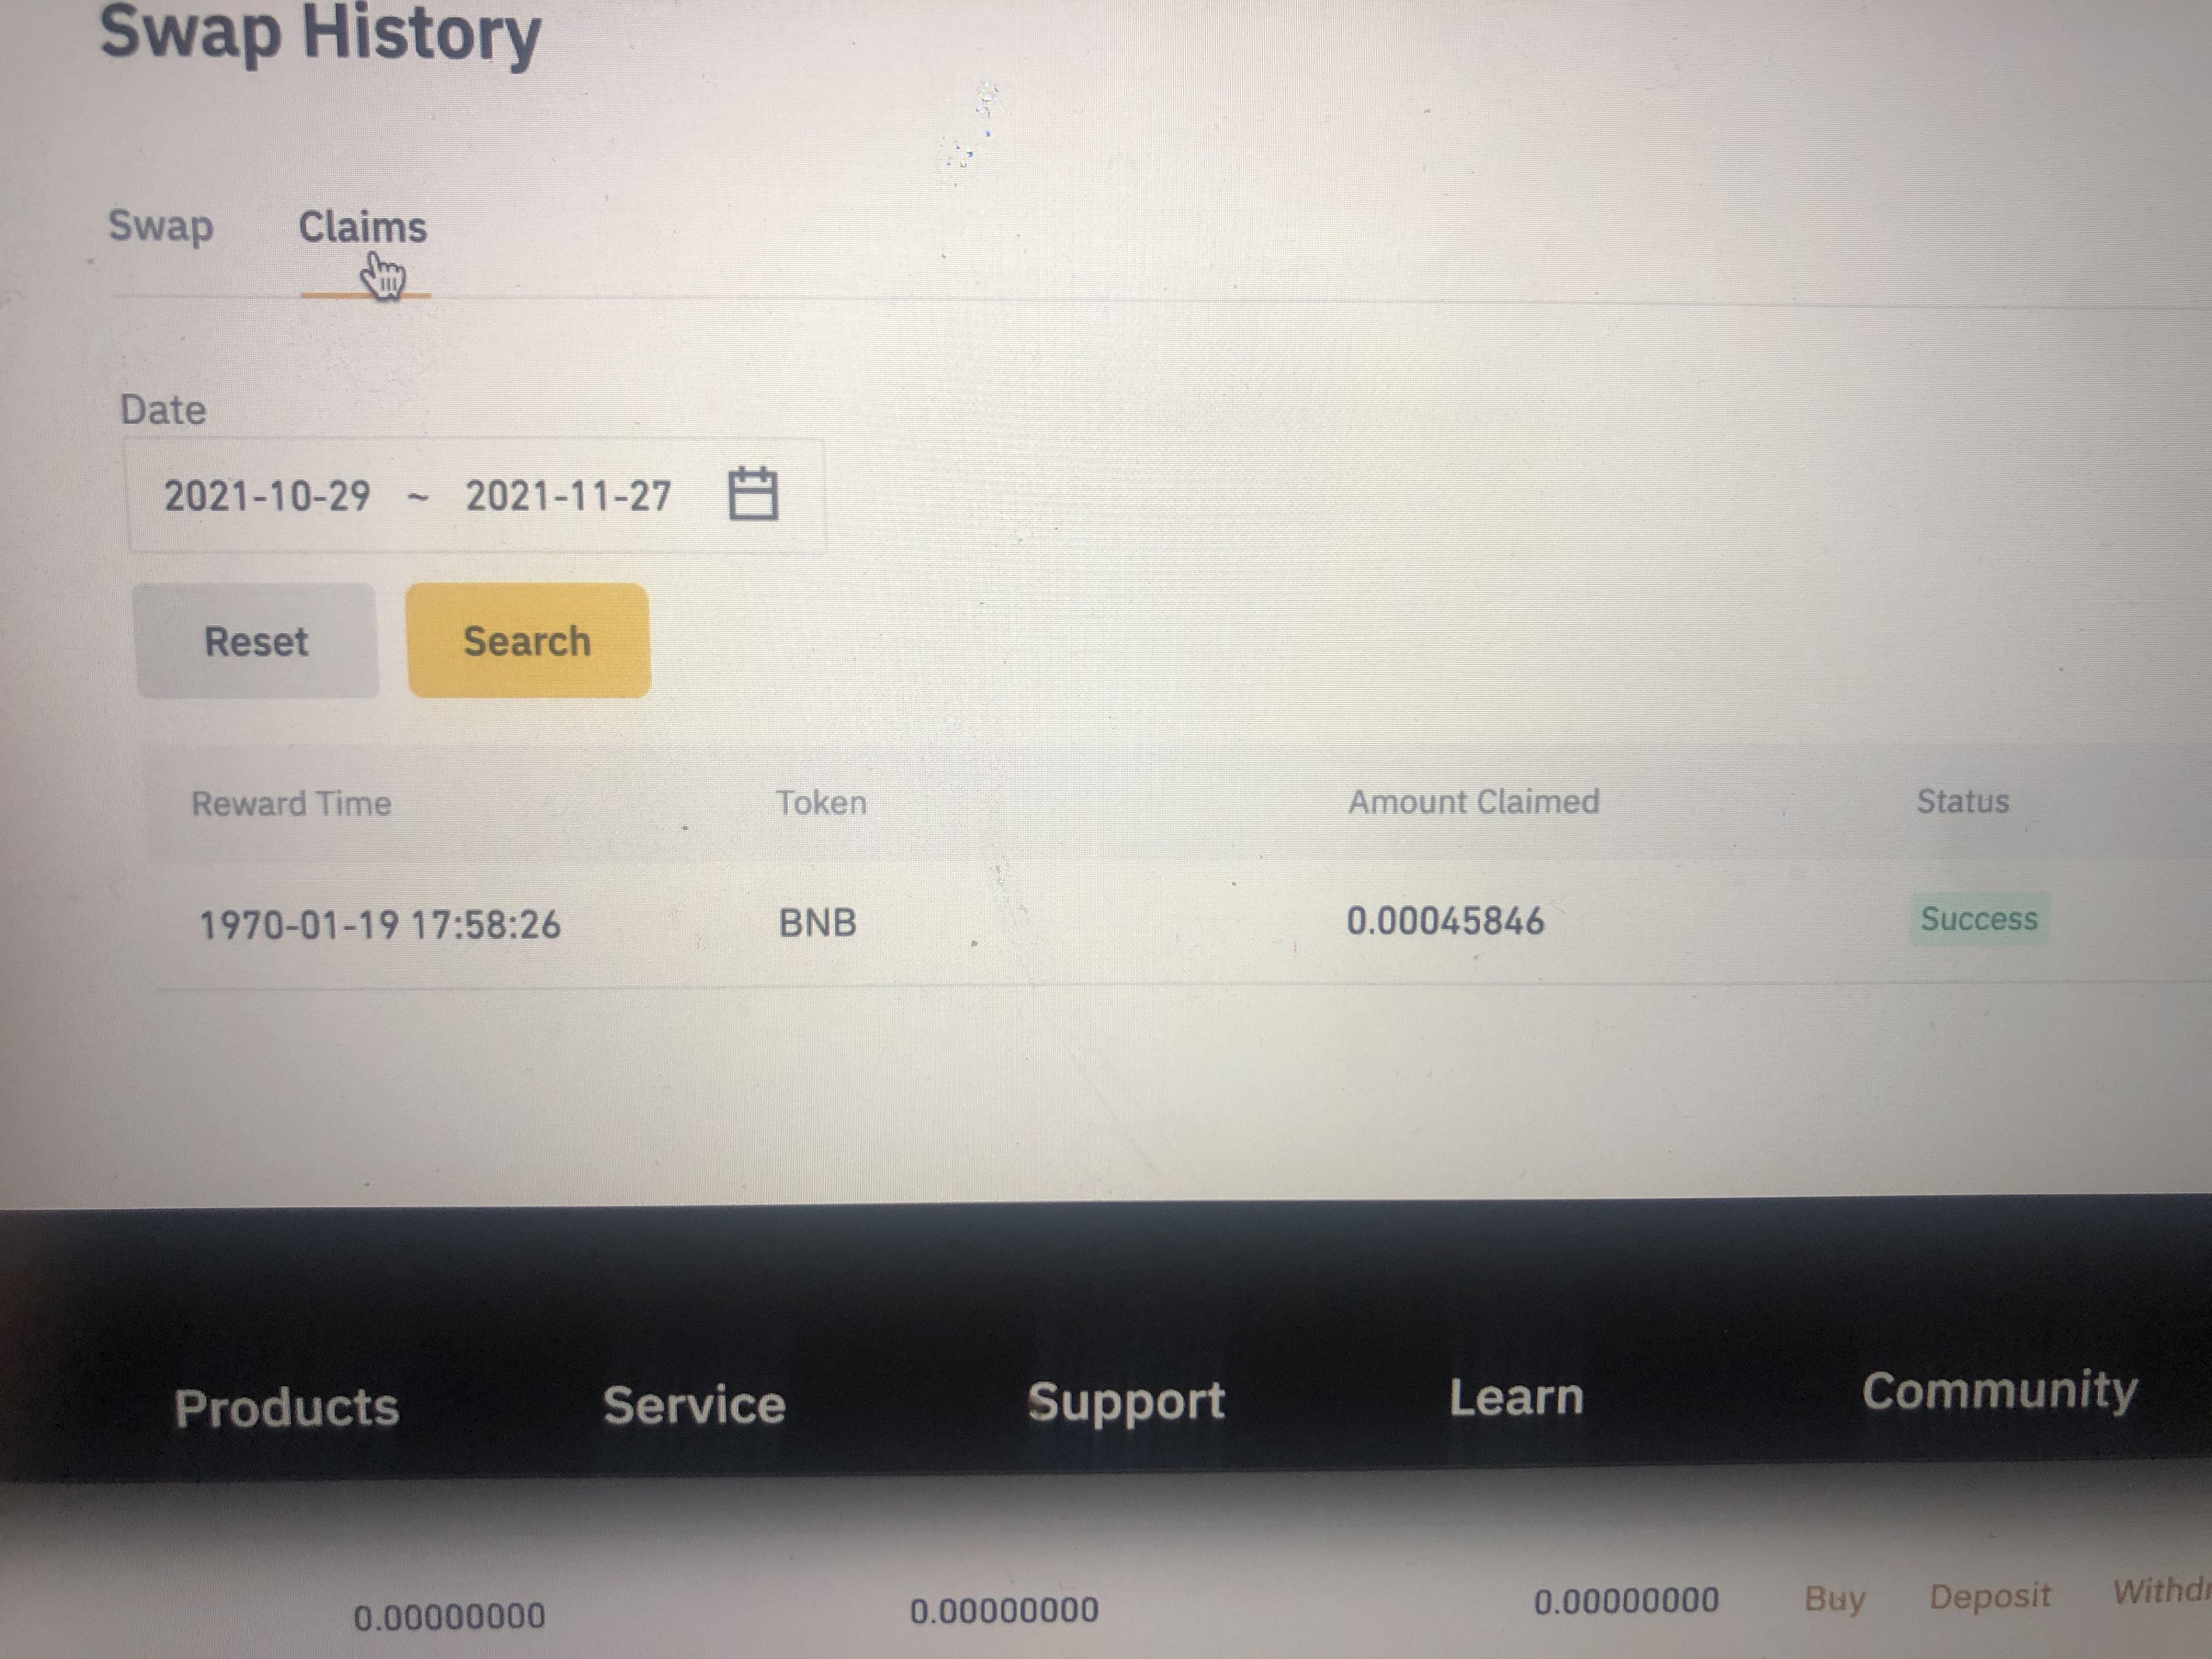 Swap History
Swap Claims
Date
2021-10-29 ~ 2021-11-27
Reset Search
Reward Time Token Amount Claimed Status
1970-01-19 17:58:26 BNB 0.00045846 Success
Products Service Support Learn Community
0.00000000 0.00000000 0.00000000 Buy Deposit